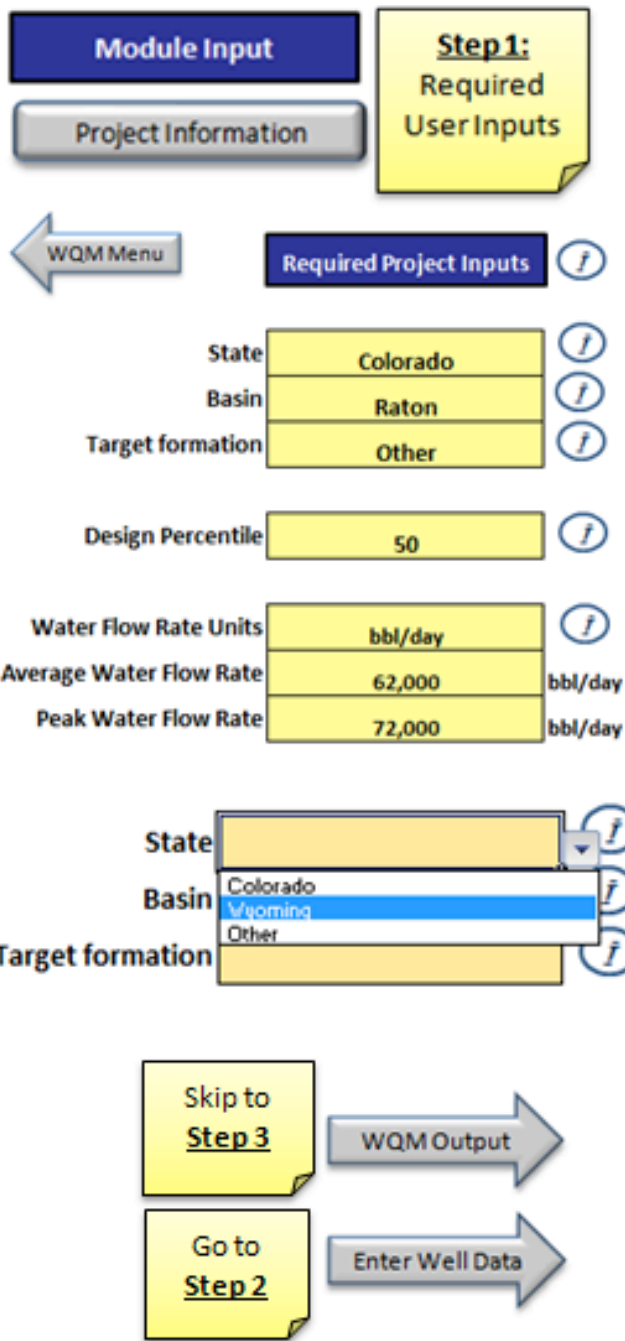 Module Input
Step 1:
Required
User Inputs
Project Information
WQM Menu
Required Project Inputs
i
State Colorado i
Basin Raton i
Target formation Other i
Design Percentile 50 i
Water Flow Rate Units bbl/day i
Average Water Flow Rate 62,000 bbl/day
Peak Water Flow Rate 72,000 bbl/day
State i
Colorado
Basin Wyoming i
Other
Target formation i
Skip to
Step 3
WQM Output
Go to
Step 2
Enter Well Data